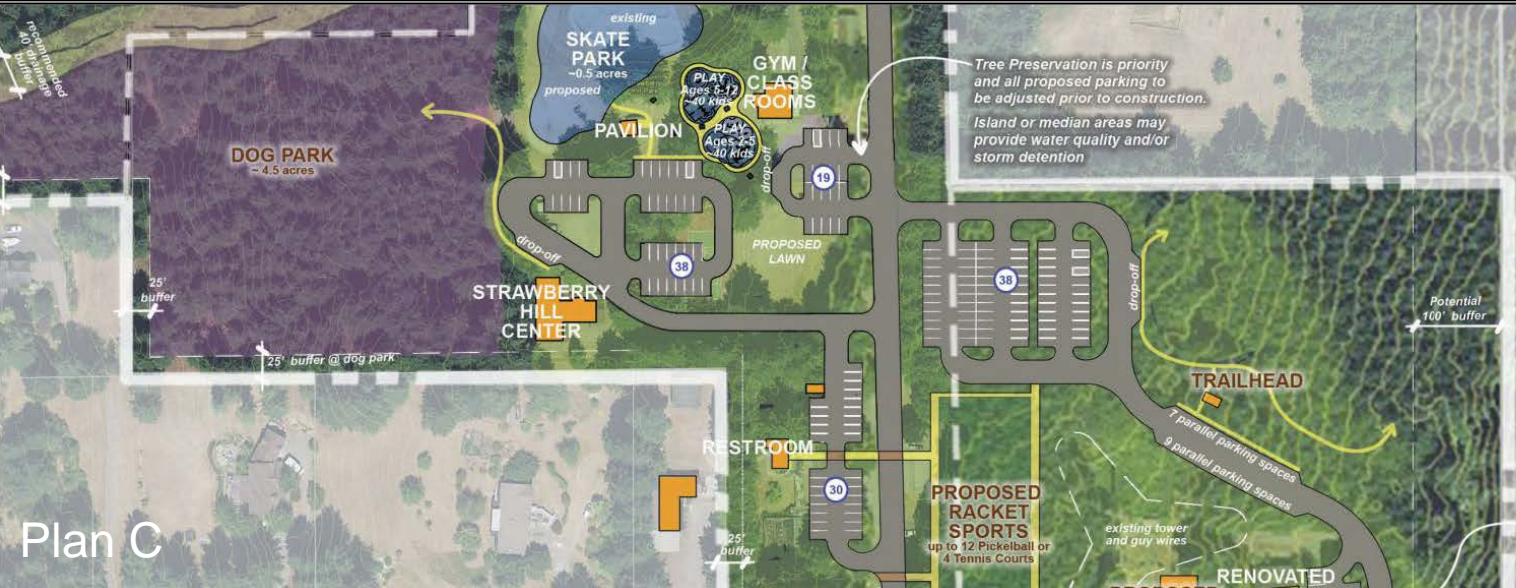 recommended
40' drainage
buffer
existing
SKATE
PARK
~0.5 acres
proposed
PLAY
Ages 5-12
~40 kids
GYM /
CLASS
ROOMS
PAVILION
PLAY
Ages 2-5
~40 kids
Tree Preservation is priority
and all proposed parking to
be adjusted prior to construction.
Island or median areas may
provide water quality and/or
storm detention
DOG PARK
~ 4.5 acres
drop-off
19
drop-off
38
PROPOSED
LAWN
38
drop-off
25'
buffer
STRAWBERRY
HILL
CENTER
Potential
100' buffer
25' buffer @ dog park
TRAILHEAD
7 parallel parking spaces
9 parallel parking spaces
RESTROOM
30
PROPOSED
RACKET
SPORTS
up to 12 Pickelball or
4 Tennis Courts
existing tower
and guy wires
Plan C
25'
buffer
RENOVATED